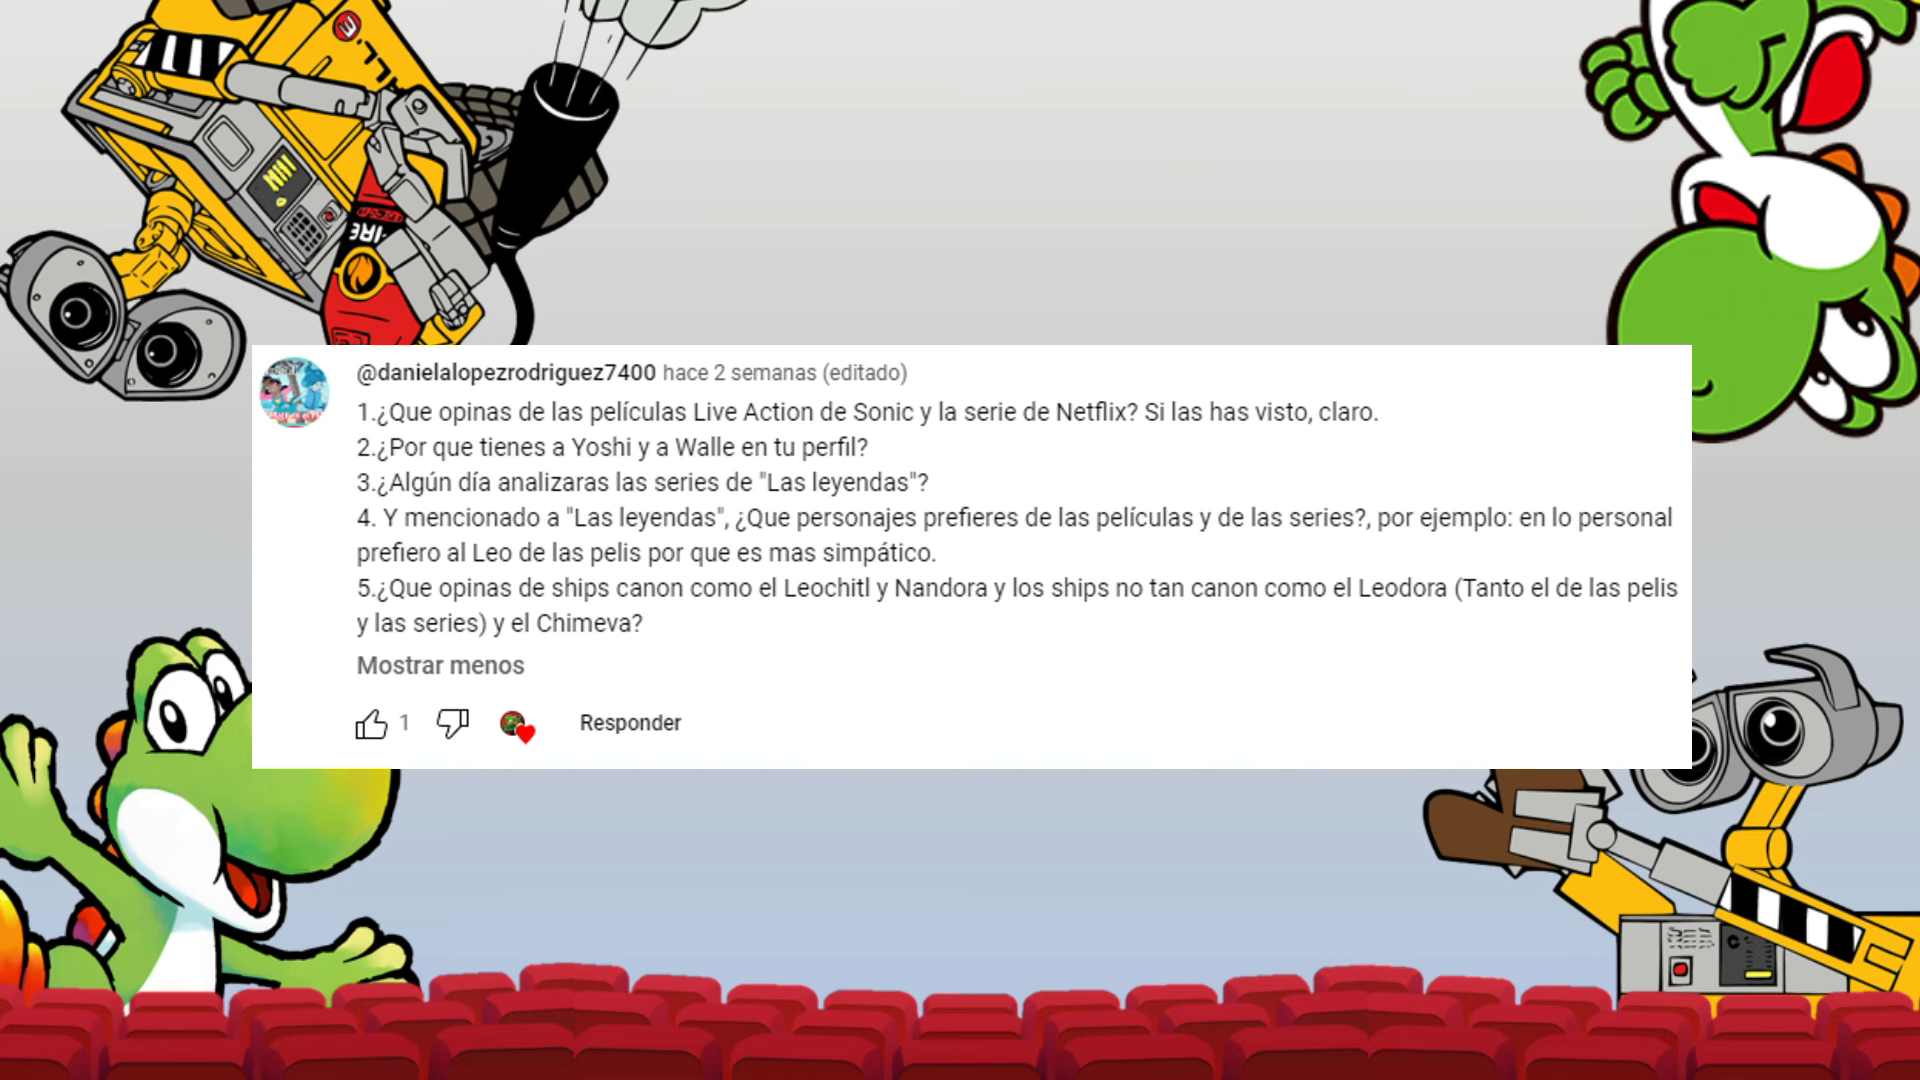 WALL.
FIRE
@danielalopezrodriguez7400 hace 2 semanas (editado)
1.¿Que opinas de las películas Live Action de Sonic y la serie de Netflix? Si las has visto, claro.
2.¿Por que tienes a Yoshi y a Walle en tu perfil?
3.¿Algún día analizaras las series de "Las leyendas"?
4. Y mencionado a "Las leyendas", ¿Que personajes prefieres de las películas y de las series?, por ejemplo: en lo personal
prefiero al Leo de las pelis por que es mas simpático.
5.¿Que opinas de ships canon como el Leochitl y Nandora y los ships no tan canon como el Leodora (Tanto el de las pelis
y las series) y el Chimeva?
Mostrar menos
1
Responder